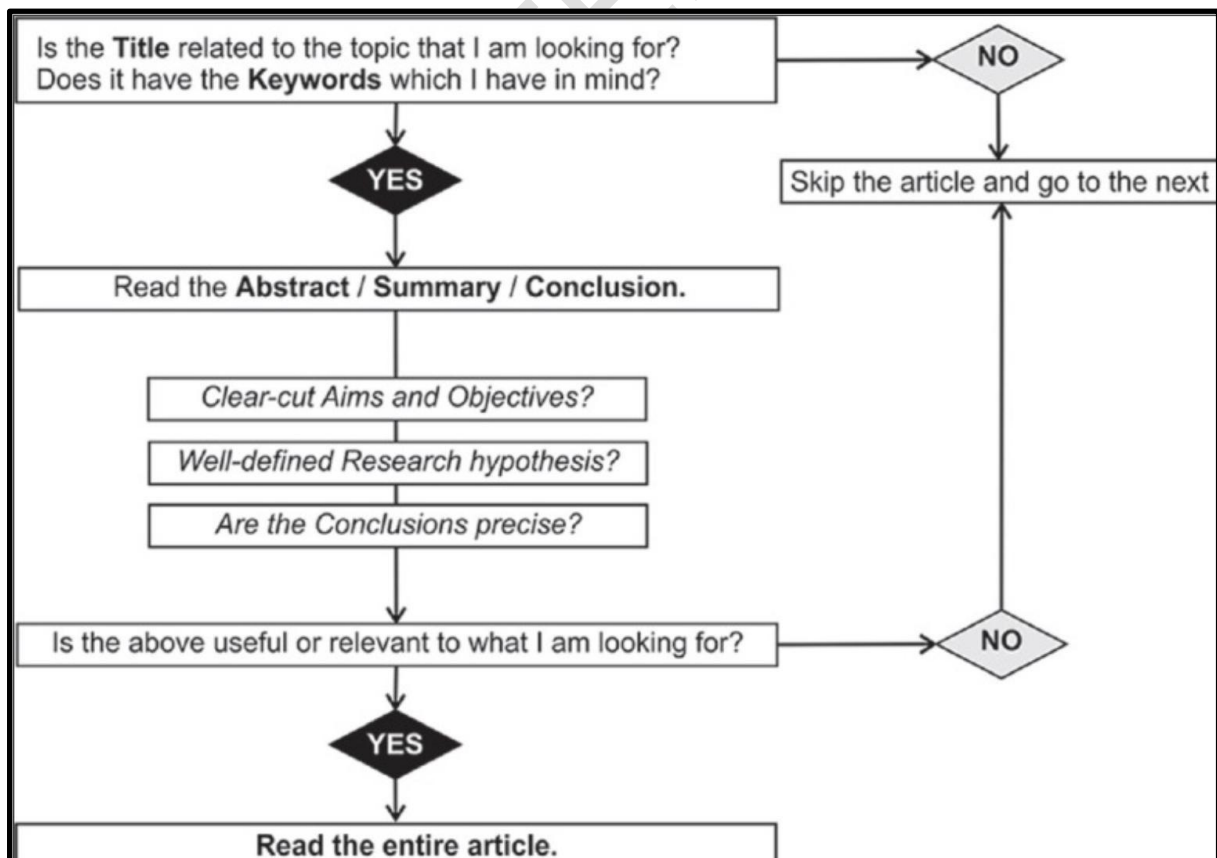 Is the Title related to the topic that I am looking for?
Does it have the Keywords which I have in mind?
NO
YES
Skip the article and go to the next
Read the Abstract / Summary / Conclusion.
Clear-cut Aims and Objectives?
Well-defined Research hypothesis?
Are the Conclusions precise?
Is the above useful or relevant to what I am looking for?
NO
YES
Read the entire article.